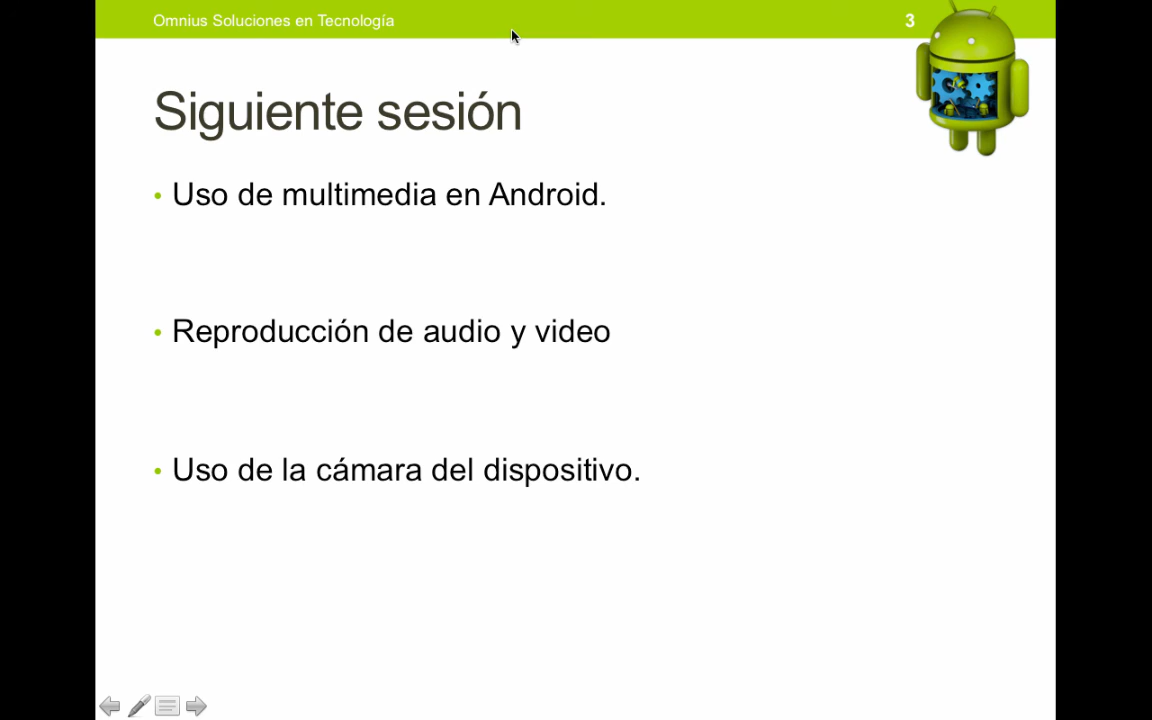 Omnius Soluciones en Tecnología
3
Siguiente sesión
• Uso de multimedia en Android.
• Reproducción de audio y video
• Uso de la cámara del dispositivo.